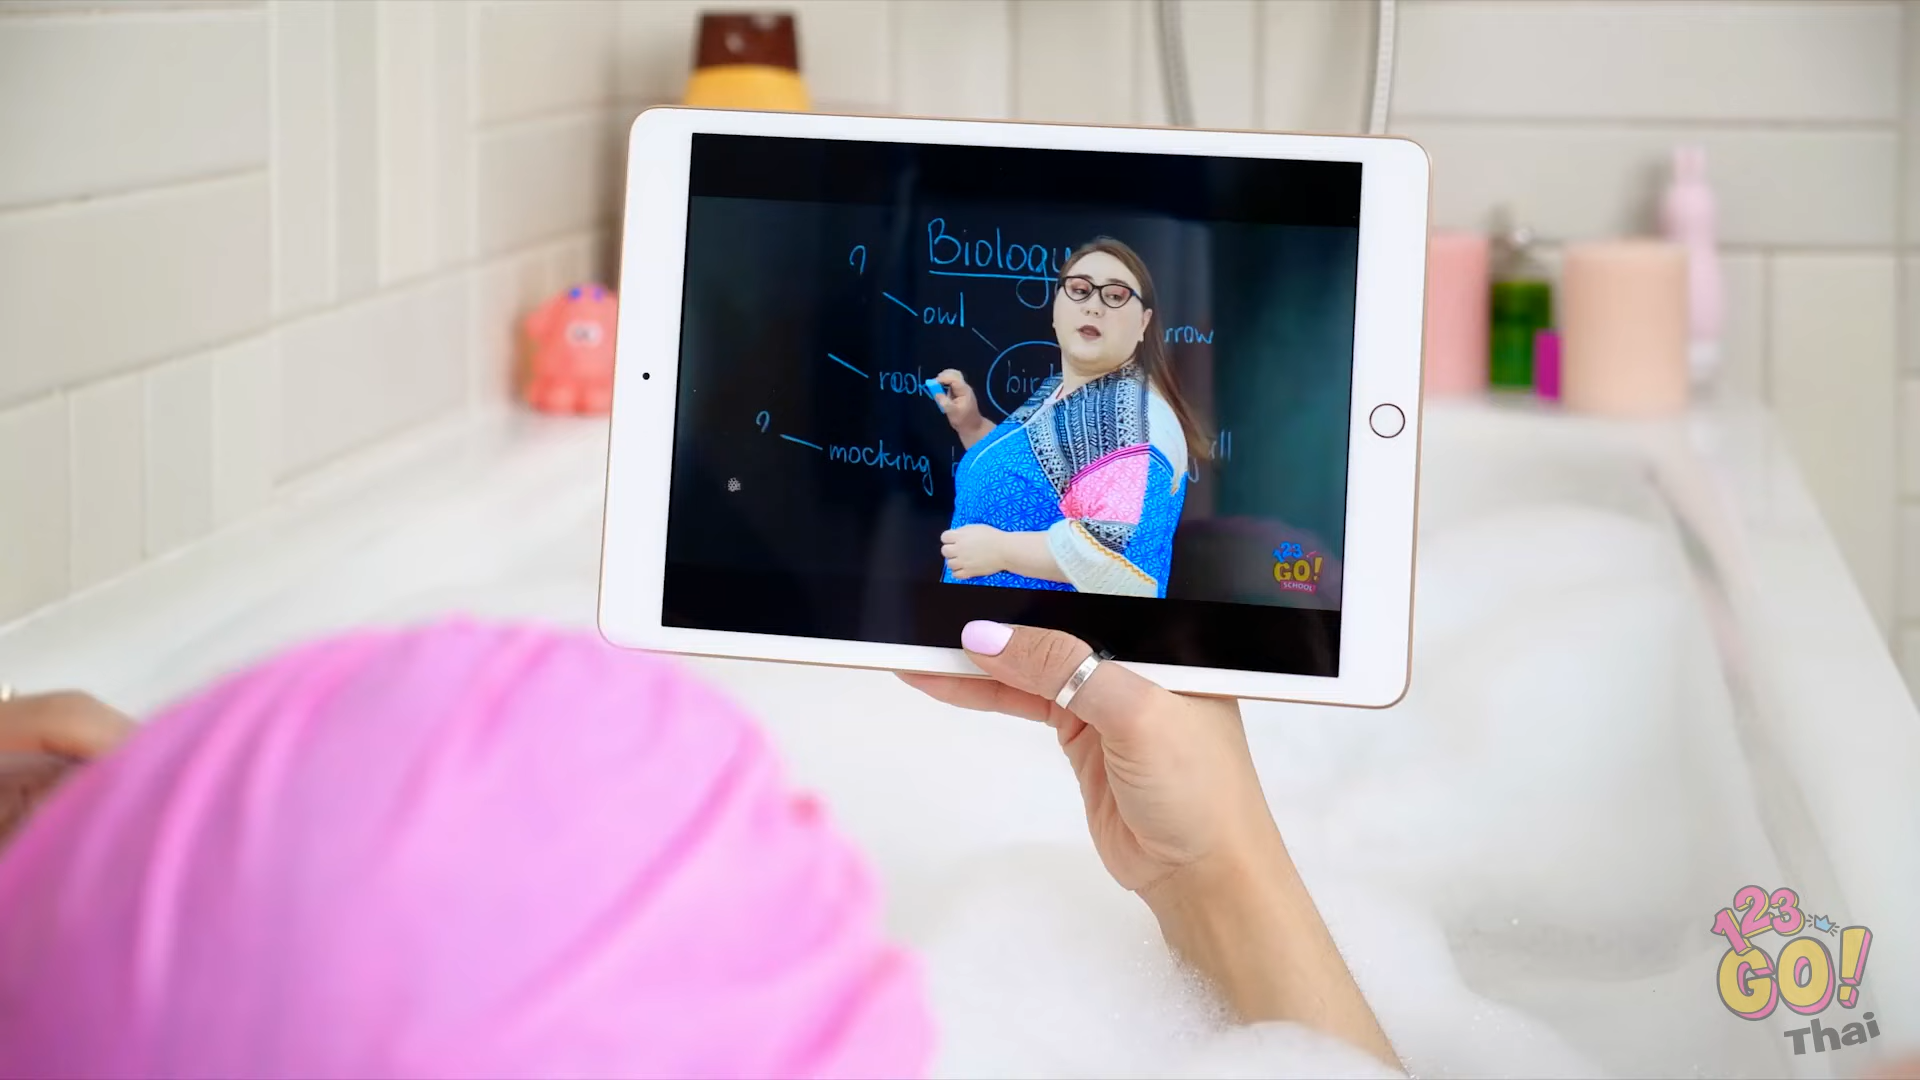 Biology
?
owl
rrow
rook
bird
?
mocking b
ll
123
GO!
SCHOOL!
123
GO!
Thai